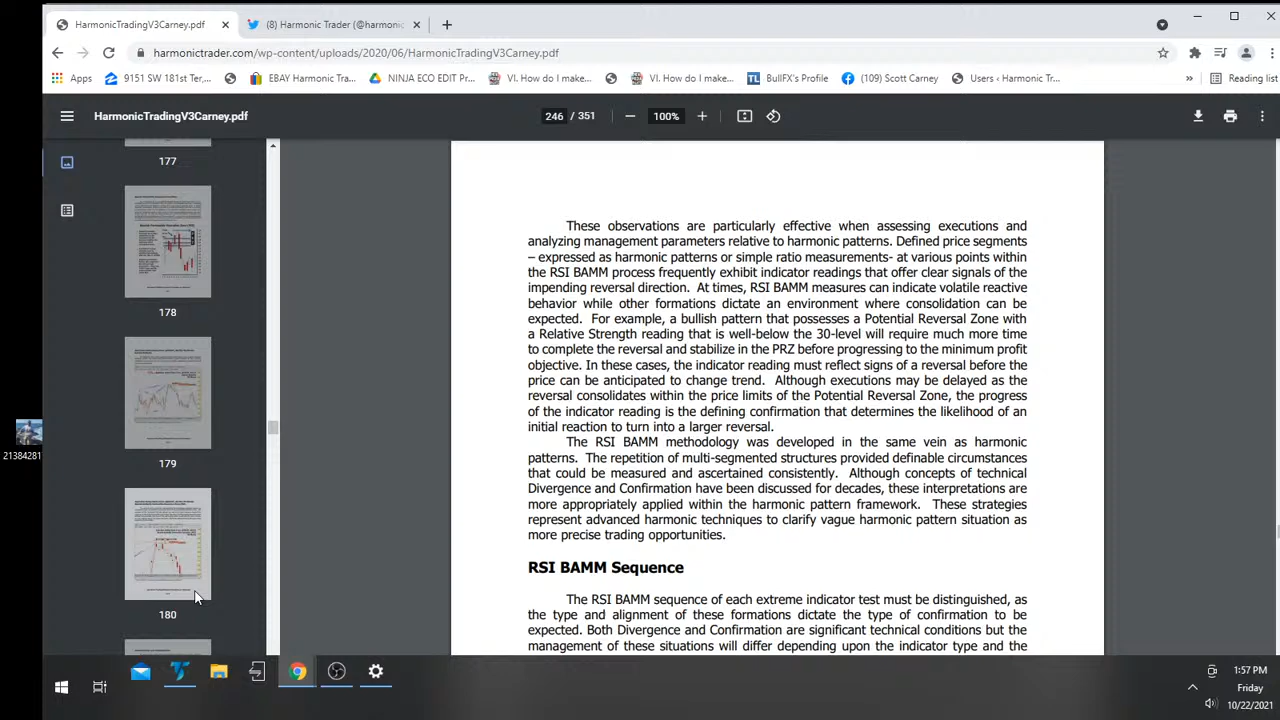 HarmonicTradingV3Carney.pdf
(8) Harmonic Trader (@harmonic
harmonictrader.com/wp-content/uploads/2020/06/HarmonicTradingV3Carney.pdf
Apps
9151 SW 181st Ter,...
EBAY Harmonic Tra...
NINJA ECO EDIT Pr...
VI. How do I make...
VI. How do I make...
BullFX's Profile
(109) Scott Carney
Users ‹ Harmonic Tr...
»
Reading list
HarmonicTradingV3Carney.pdf
246 / 351
100%
177
178
179
180
These observations are particularly effective when assessing executions and
analyzing management parameters relative to harmonic patterns. Defined price segments
– expressed as harmonic patterns or simple ratio measurements- at various points within
the RSI BAMM process frequently exhibit indicator readings that offer clear signals of the
impending reversal direction. At times, RSI BAMM measures can indicate volatile reactive
behavior while other formations dictate an environment where consolidation can be
expected. For example, a bullish pattern that possesses a Potential Reversal Zone with
a Relative Strength reading that is well-below the 30-level will require much more time
to complete the reversal and stabilize in the PRZ before progressing to the minimum profit
objective. In these cases, the indicator reading must reflect signs of a reversal before the
price can be anticipated to change trend. Although executions may be delayed as the
reversal consolidates within the price limits of the Potential Reversal Zone, the progress
of the indicator reading is the defining confirmation that determines the likelihood of an
initial reaction to turn into a larger reversal.
The RSI BAMM methodology was developed in the same vein as harmonic
patterns. The repetition of multi-segmented structures provided definable circumstances
that could be measured and ascertained consistently. Although concepts of technical
Divergence and Confirmation have been discussed for decades, these interpretations are
more appropriately applied within the harmonic pattern framework. These strategies
represent advanced harmonic techniques to clarify vague harmonic pattern situation as
more precise trading opportunities.
RSI BAMM Sequence
The RSI BAMM sequence of each extreme indicator test must be distinguished, as
the type and alignment of these formations dictate the type of confirmation to be
expected. Both Divergence and Confirmation are significant technical conditions but the
management of these situations will differ depending upon the indicator type and the
21384281
1:57 PM
Friday
10/22/2021